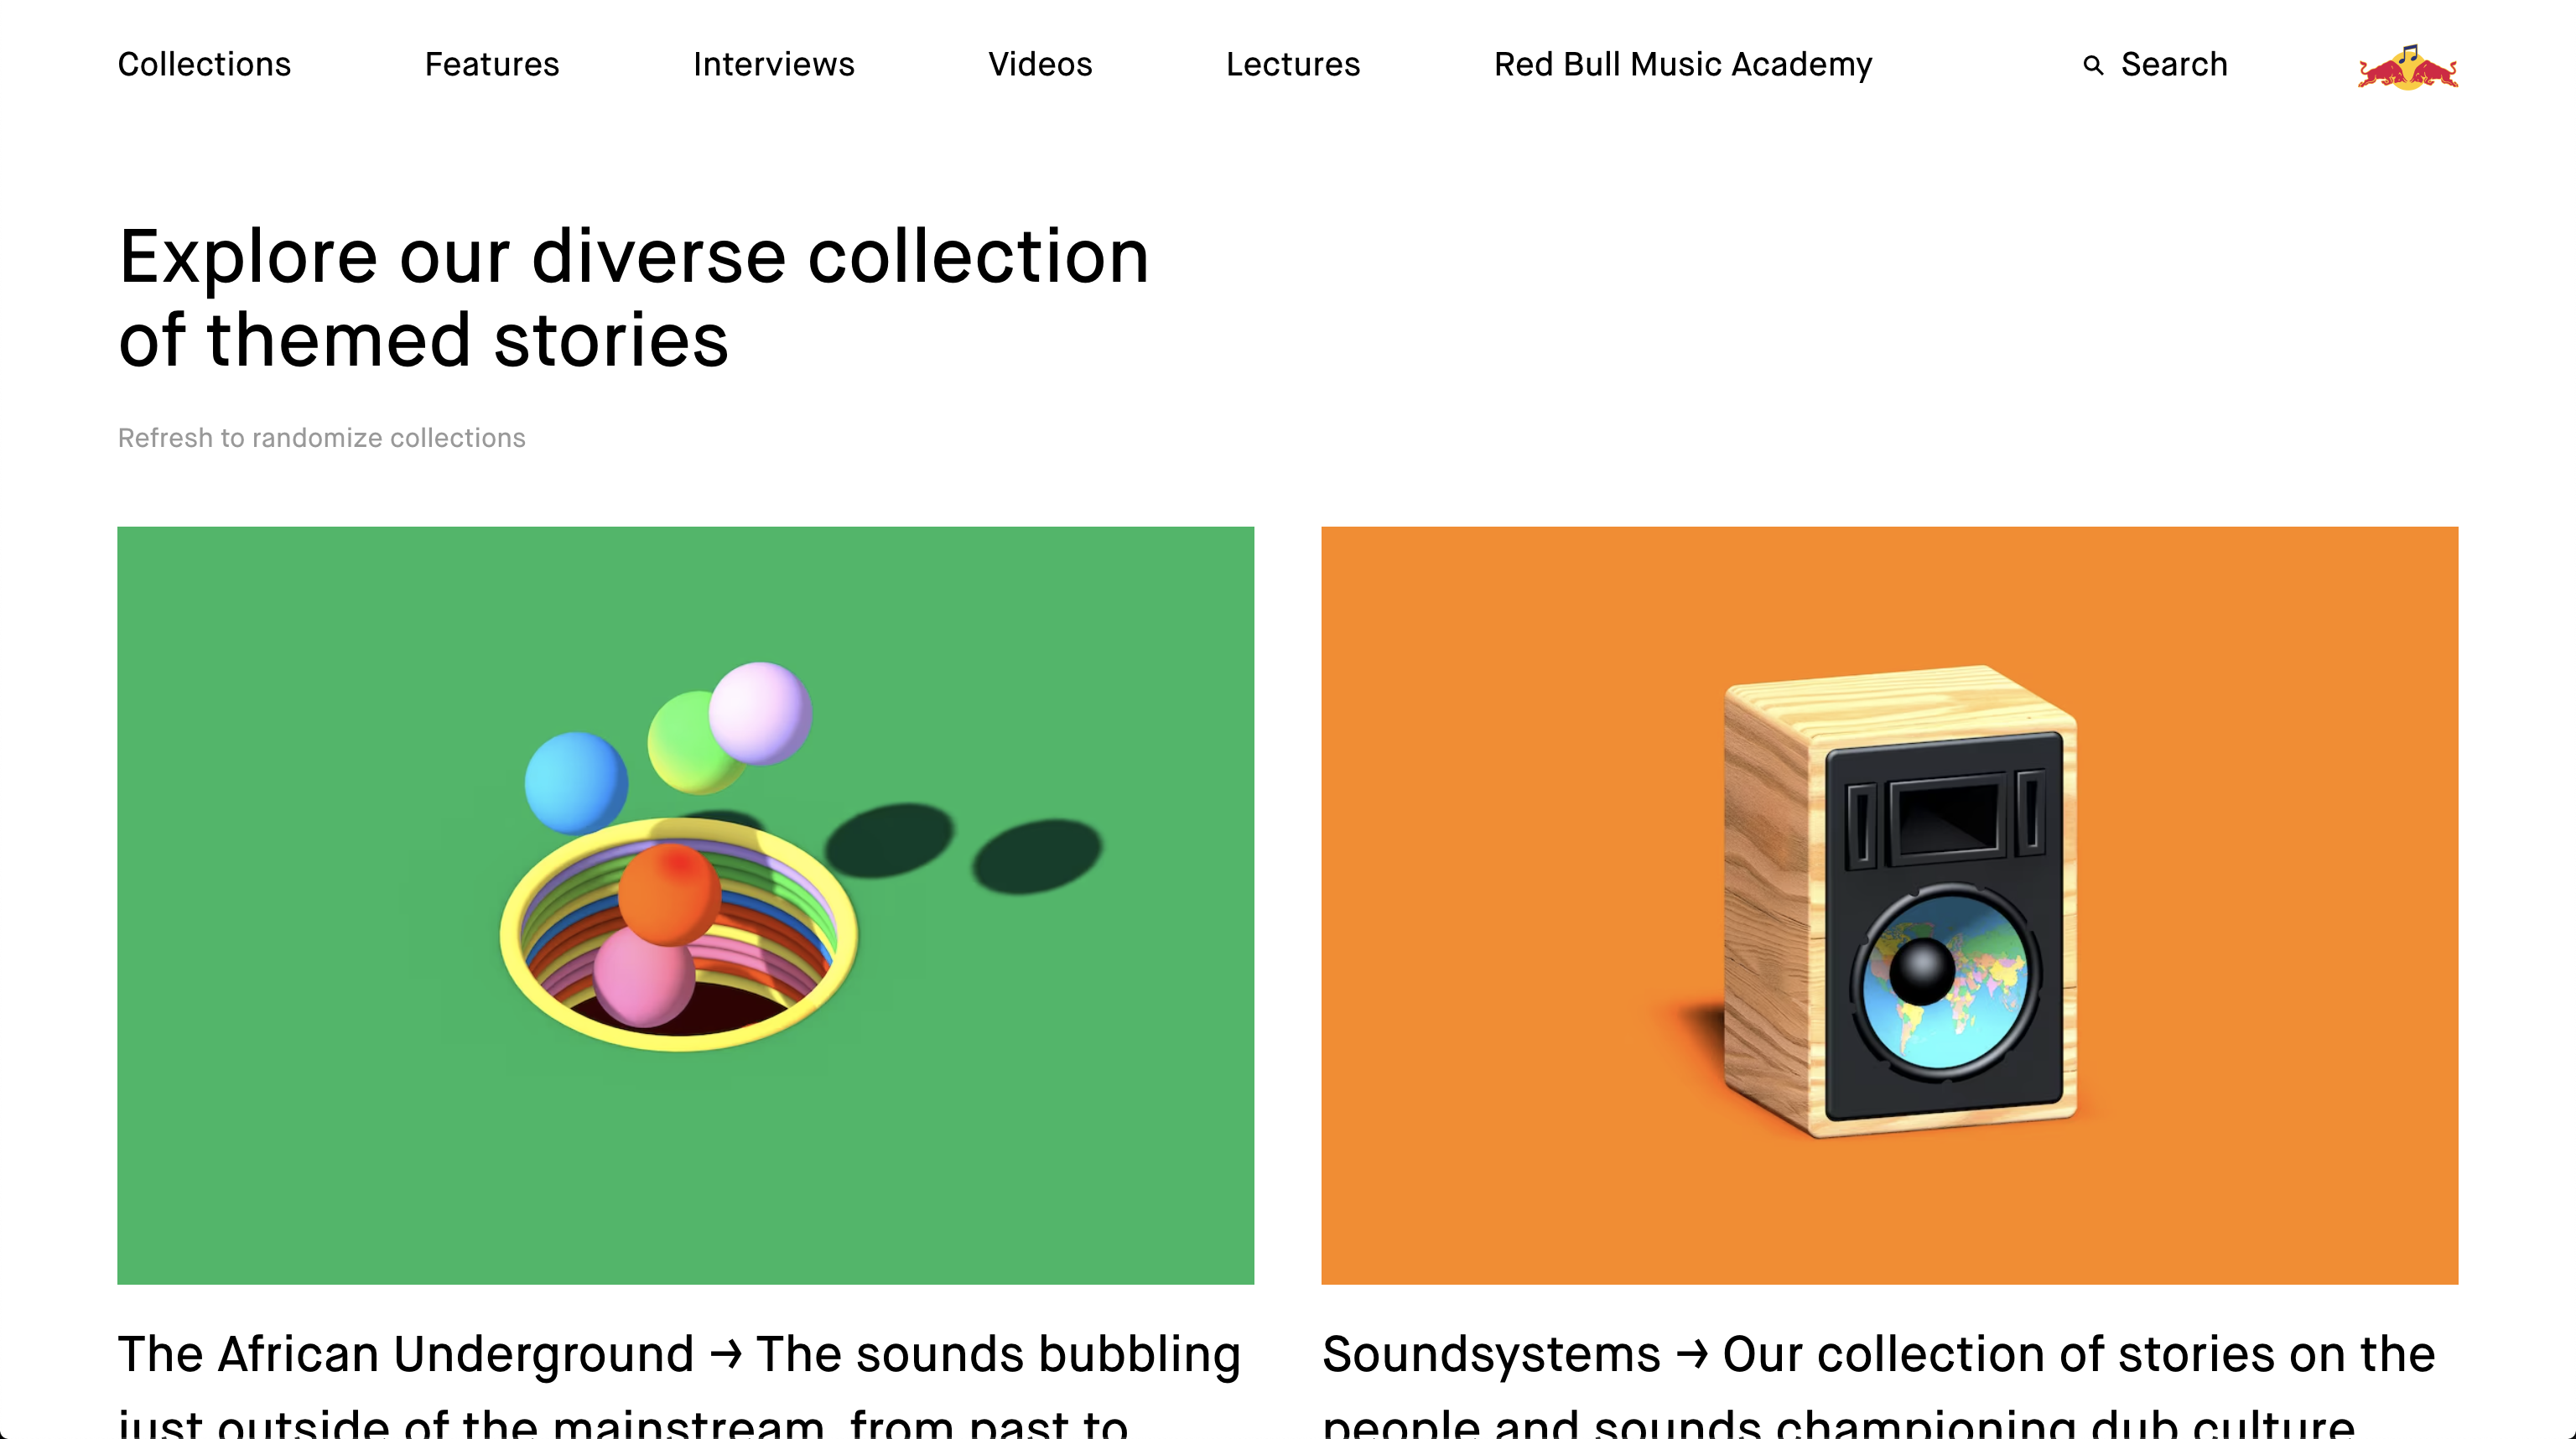 Collections
Features
Interviews
Videos
Lectures
Red Bull Music Academy
Search
Explore our diverse collection
of themed stories
Refresh to randomize collections
The African Underground → The sounds bubbling
just outside of the mainstream, from past to
Soundsystems → Our collection of stories on the
people and sounds championing dub culture